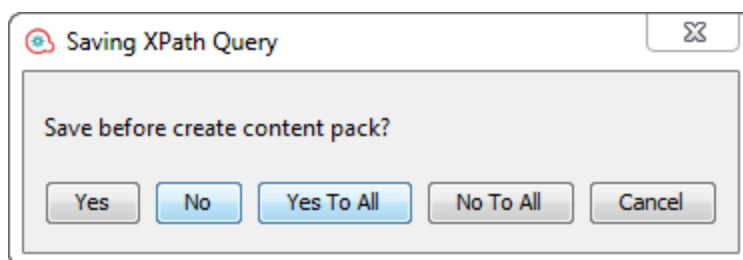 Saving XPath Query
Save before create content pack?
Yes No Yes To All No To All Cancel